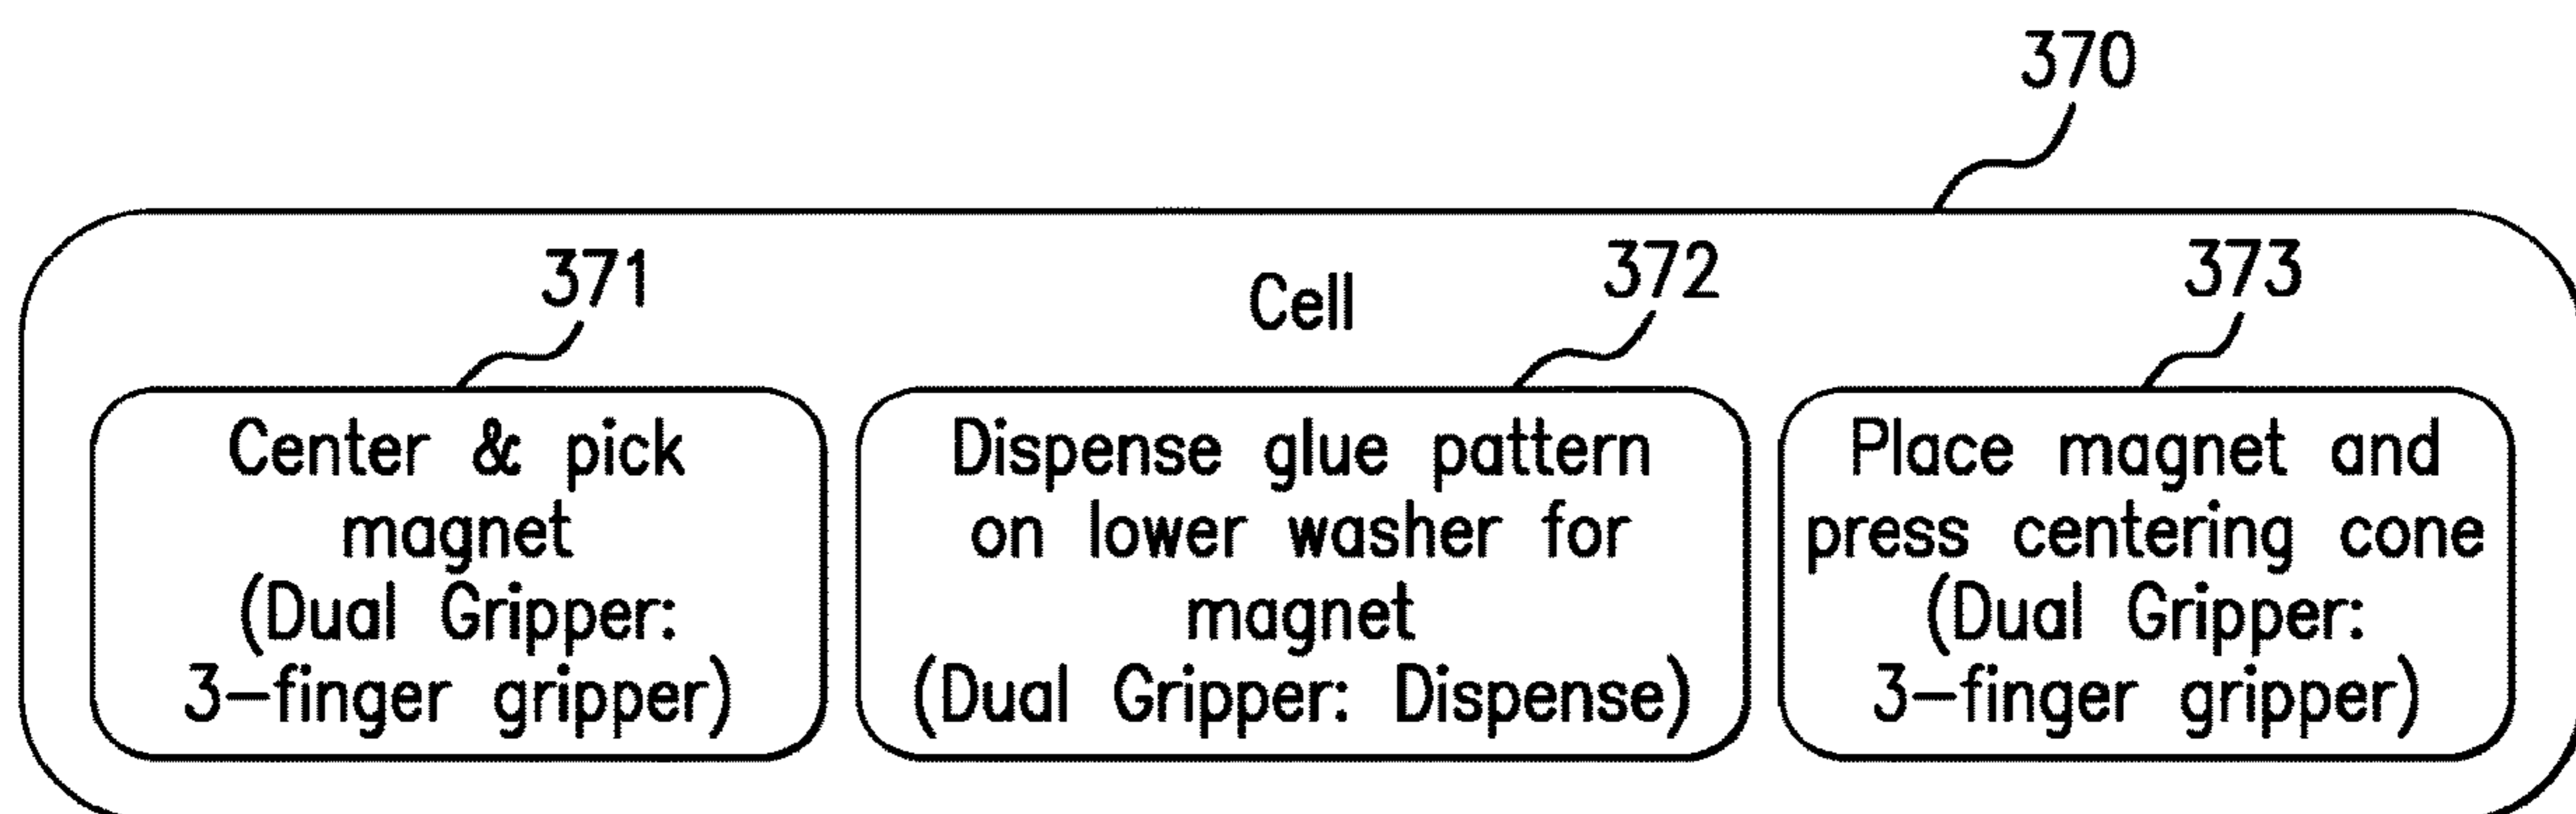 370
371
Cell
372
373
Center & pick
magnet
(Dual Gripper:
3-finger gripper)
Dispense glue pattern
on lower washer for
magnet
(Dual Gripper: Dispense)
Place magnet and
press centering cone
(Dual Gripper:
3-finger gripper)